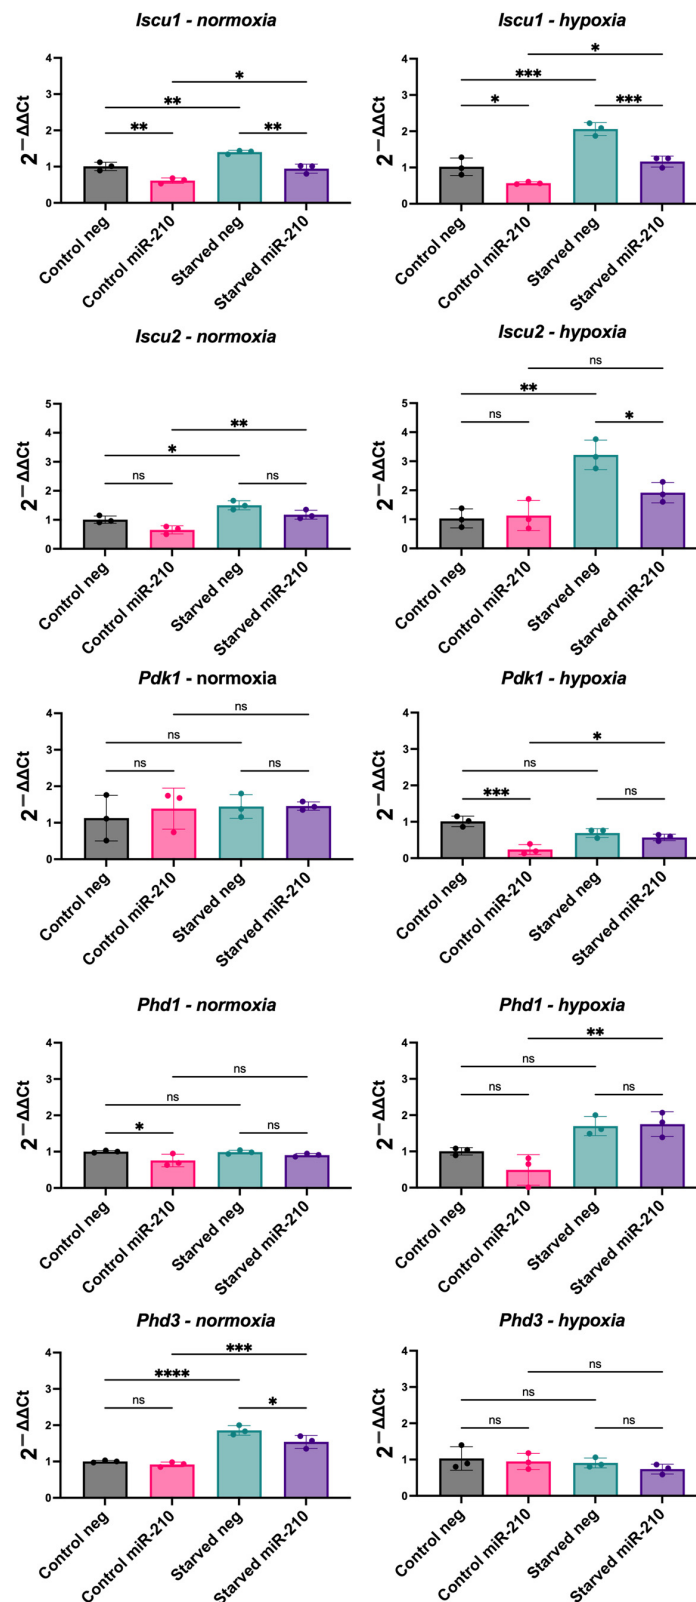 Iscu1 - normoxia
2−ΔΔCt
4
3
2
1
0
*
**
**
**
Control neg
Control miR-210
Starved neg
Starved miR-210
Iscu1 - hypoxia
2−ΔΔCt
4
3
2
1
0
*
***
*
***
Control neg
Control miR-210
Starved neg
Starved miR-210
Iscu2 - normoxia
2−ΔΔCt
5
4
3
2
1
0
**
*
ns
ns
Control neg
Control miR-210
Starved neg
Starved miR-210
Iscu2 - hypoxia
2−ΔΔCt
5
4
3
2
1
0
ns
**
ns
*
Control neg
Control miR-210
Starved neg
Starved miR-210
Pdk1 - normoxia
2−ΔΔCt
4
3
2
1
0
ns
ns
ns
ns
Control neg
Control miR-210
Starved neg
Starved miR-210
Pdk1 - hypoxia
2−ΔΔCt
4
3
2
1
0
*
ns
***
ns
Control neg
Control miR-210
Starved neg
Starved miR-210
Phd1 - normoxia
2−ΔΔCt
4
3
2
1
0
ns
ns
*
ns
Control neg
Control miR-210
Starved neg
Starved miR-210
Phd1 - hypoxia
2−ΔΔCt
4
3
2
1
0
**
ns
ns
ns
Control neg
Control miR-210
Starved neg
Starved miR-210
Phd3 - normoxia
2−ΔΔCt
4
3
2
1
0
***
****
ns
*
Control neg
Control miR-210
Starved neg
Starved miR-210
Phd3 - hypoxia
2−ΔΔCt
4
3
2
1
0
ns
ns
ns
ns
Control neg
Control miR-210
Starved neg
Starved miR-210